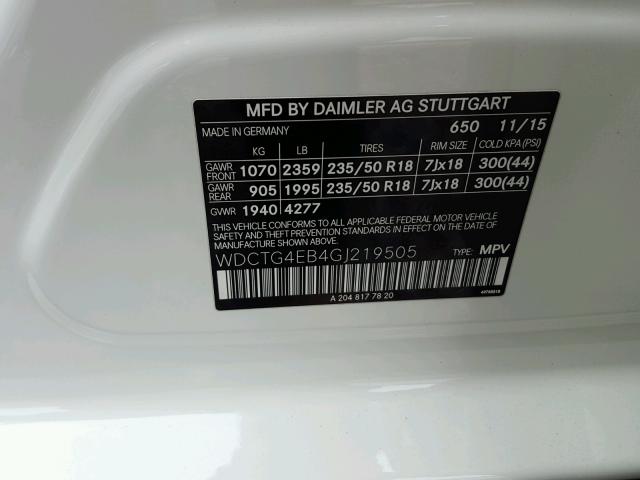 MFD BY DAIMLER AG STUTTGART
MADE IN GERMANY 650 11/15
KG LB TIRES RIM SIZE COLD KPA(PSI)
GAWR FRONT 1070 2359 235/50 R18 7Jx18 300(44)
GAWR REAR 905 1995 235/50 R18 7Jx18 300(44)
GVWR 1940 4277
THIS VEHICLE CONFORMS TO ALL APPLICABLE FEDERAL MOTOR VEHICLE
SAFETY AND THEFT PREVENTION STANDARDS IN EFFECT ON THE DATE
OF MANUFACTURE SHOWN ABOVE.
WDCTG4EB4GJ219505 TYPE: MPV
A 204 817 78 20